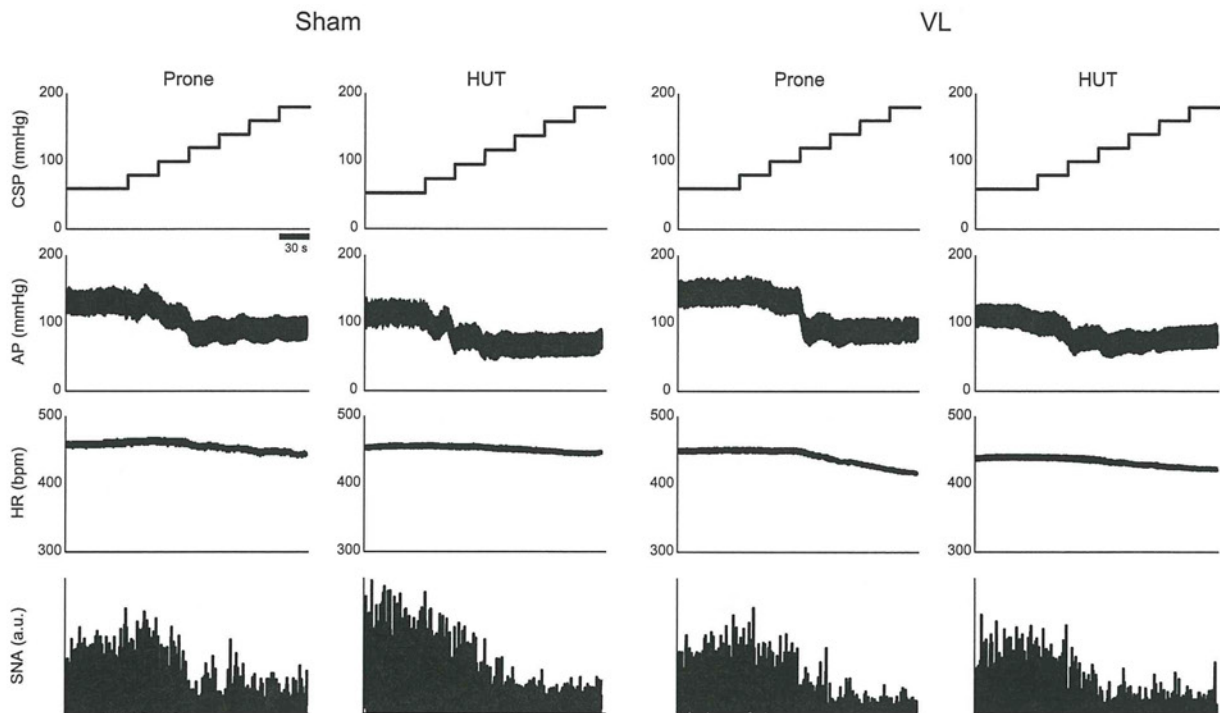 Sham VL
Prone HUT Prone HUT
CSP (mmHg)
200 200 200 200
100 100 100 100
0 0 0 0
30 s
AP (mmHg)
200 200 200 200
100 100 100 100
0 0 0 0
HR (bpm)
500 500 500 500
400 400 400 400
300 300 300 300
SNA (a.u.)